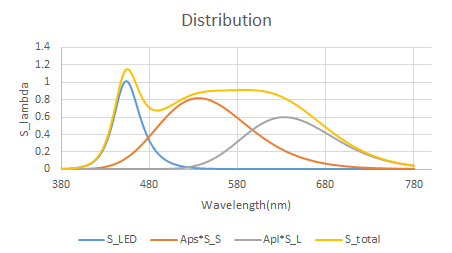 Distribution
1.4
1.2
1
0.8
0.6
0.4
0.2
0
S_lambda
380 480 580 680 780
Wavelength(nm)
S_LED Aps*S_S Apl*S_L S_total